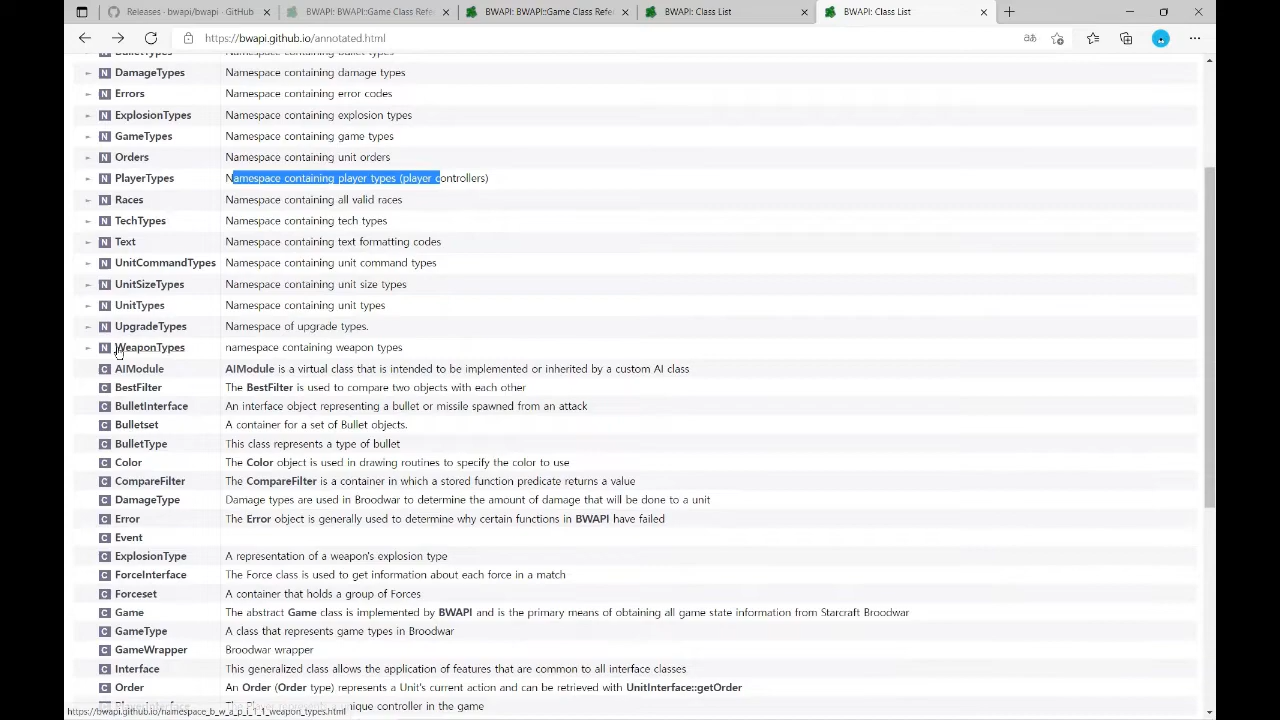 Releases - bwapi/bwapi · GitHub
BWAPI: BWAPI::Game Class Refe
BWAPI: BWAPI::Game Class Refe
BWAPI: Class List
BWAPI: Class List
https://bwapi.github.io/annotated.html
BulletTypes Namespace containing bullet types
DamageTypes Namespace containing damage types
Errors Namespace containing error codes
ExplosionTypes Namespace containing explosion types
GameTypes Namespace containing game types
Orders Namespace containing unit orders
PlayerTypes Namespace containing player types (player controllers)
Races Namespace containing all valid races
TechTypes Namespace containing tech types
Text Namespace containing text formatting codes
UnitCommandTypes Namespace containing unit command types
UnitSizeTypes Namespace containing unit size types
UnitTypes Namespace containing unit types
UpgradeTypes Namespace of upgrade types.
WeaponTypes namespace containing weapon types
C AIModule AIModule is a virtual class that is intended to be implemented or inherited by a custom AI class
C BestFilter The BestFilter is used to compare two objects with each other
C BulletInterface An interface object representing a bullet or missile spawned from an attack
C Bulletset A container for a set of Bullet objects.
C BulletType This class represents a type of bullet
C Color The Color object is used in drawing routines to specify the color to use
C CompareFilter The CompareFilter is a container in which a stored function predicate returns a value
C DamageType Damage types are used in Broodwar to determine the amount of damage that will be done to a unit
C Error The Error object is generally used to determine why certain functions in BWAPI have failed
C Event
C ExplosionType A representation of a weapon's explosion type
C ForceInterface The Force class is used to get information about each force in a match
C Forceset A container that holds a group of Forces
C Game The abstract Game class is implemented by BWAPI and is the primary means of obtaining all game state information from Starcraft Broodwar
C GameType A class that represents game types in Broodwar
C GameWrapper Broodwar wrapper
C Interface This generalized class allows the application of features that are common to all interface classes
C Order An Order (Order type) represents a Unit's current action and can be retrieved with UnitInterface::getOrder
nique controller in the game
https://bwapi.github.io/namespace_b_w_a_p_i_1_1_weapon_types.html